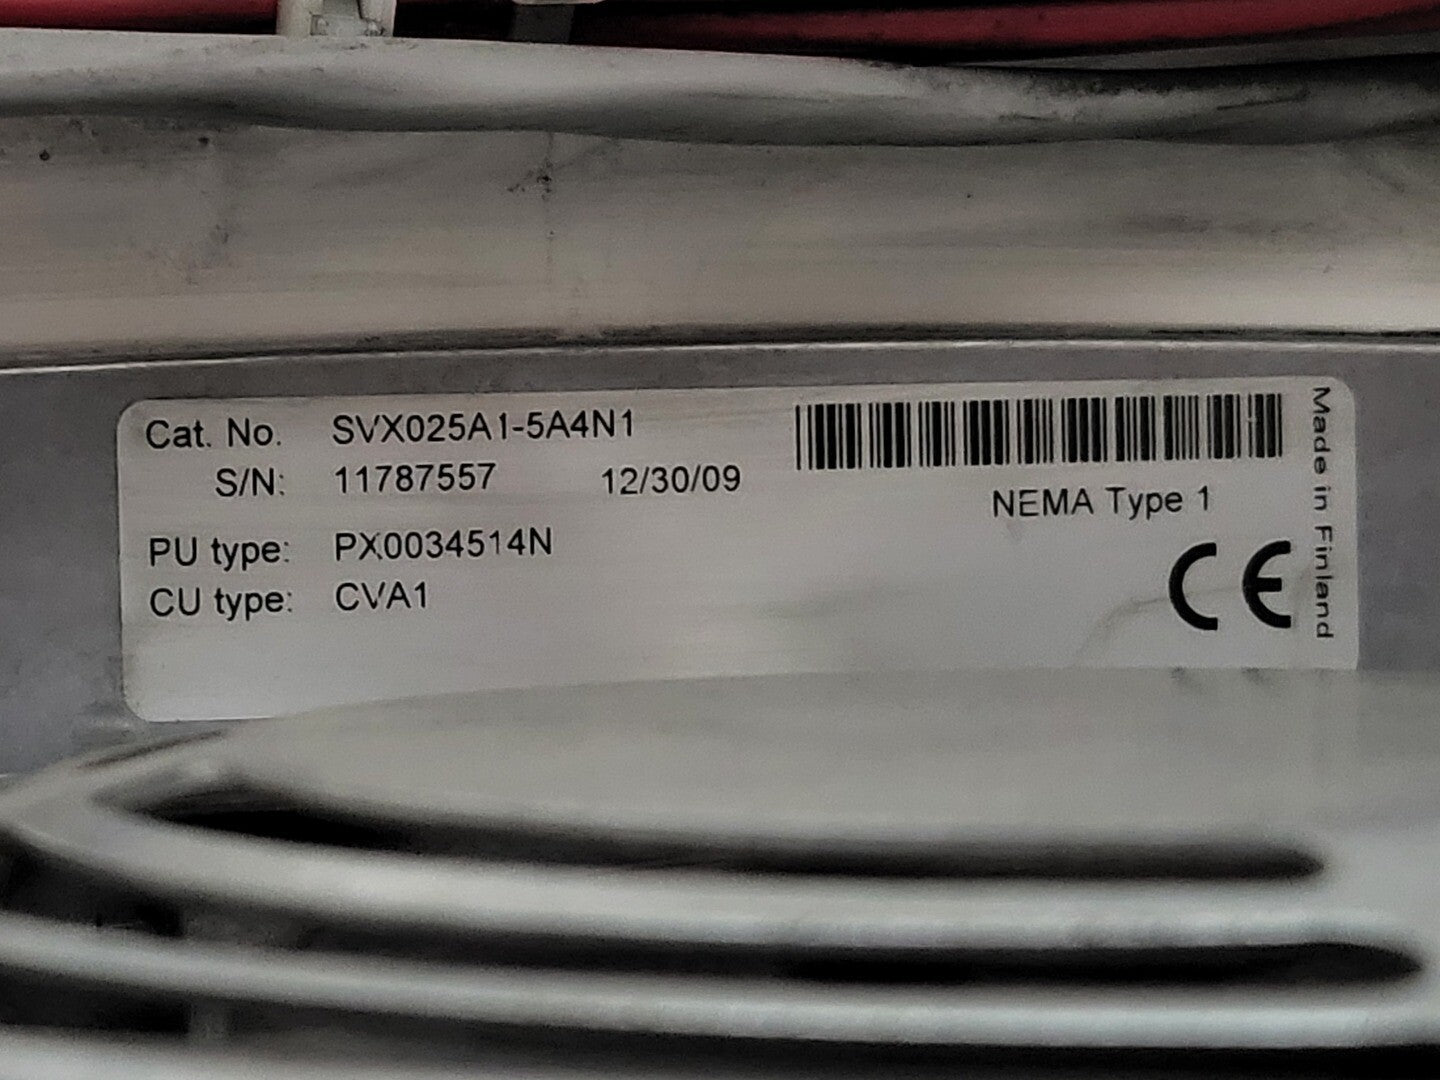 Cat. No. SVX025A1-5A4N1
S/N: 11787557 12/30/09
NEMA Type 1
PU type: PX0034514N
CU type: CVA1
CE
Made in Finland